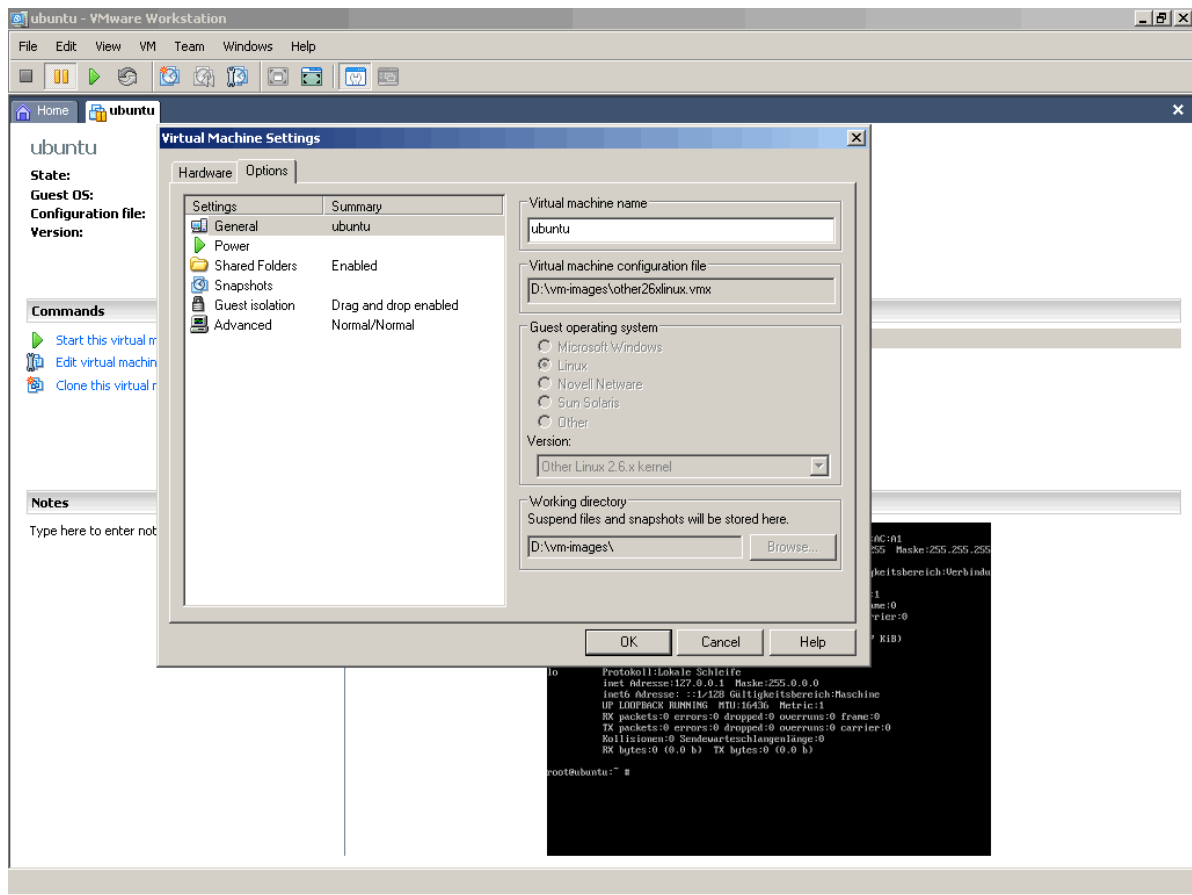 ubuntu - VMware Workstation
File Edit View VM Team Windows Help
Home ubuntu
ubuntu
State:
Guest OS:
Configuration file:
Version:
Commands
Start this virtual
Edit virtual
Clone this virtual
Notes
Type here to enter
Virtual Machine Settings
Hardware Options
Settings Summary
General ubuntu
Power
Shared Folders Enabled
Snapshots
Guest isolation Drag and drop enabled
Advanced Normal/Normal
Virtual machine name
ubuntu
Virtual machine configuration file
D:\vm-images\other26xlinux.vmx
Guest operating system
Microsoft Windows
Linux
Novell Netware
Sun Solaris
Other
Version:
Other Linux 2.6.x kernel
Working directory
Suspend files and snapshots will be stored here.
D:\vm-images\ Browse...
OK Cancel Help
:AC:A1
255 Maske:255.255.255
:1
ame:0
rrier:0
KiB)
lo Protokoll:Lokale Schleife
inet Adresse:127.0.0.1 Maske:255.0.0.0
inet6 Adresse: ::1/128 Gültigkeitsbereich:Maschine
UP LOOPBACK RUNNING MTU:16436 Metric:1
RX packets:0 errors:0 dropped:0 overruns:0 frame:0
TX packets:0 errors:0 dropped:0 overruns:0 carrier:0
Kollisionen:0 Sendewarteschlangenlänge:0
RX bytes:0 (0.0 b) TX bytes:0 (0.0 b)
root@ubuntu:~ #